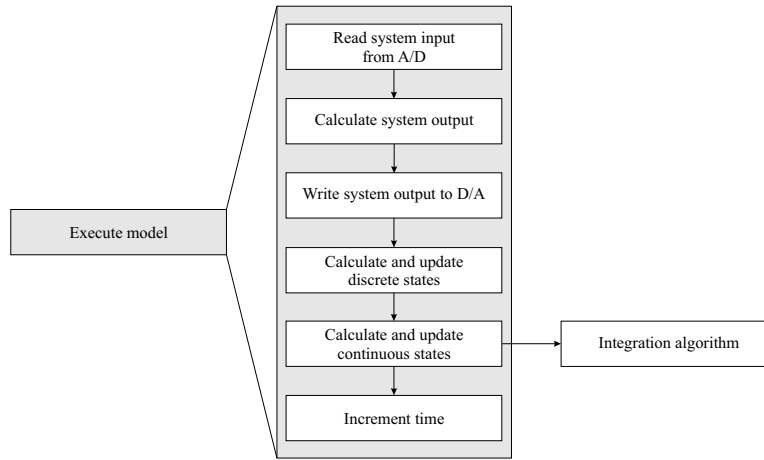 Read system input
from A/D
Calculate system output
Write system output to D/A
Execute model
Calculate and update
discrete states
Calculate and update
continuous states
Integration algorithm
Increment time